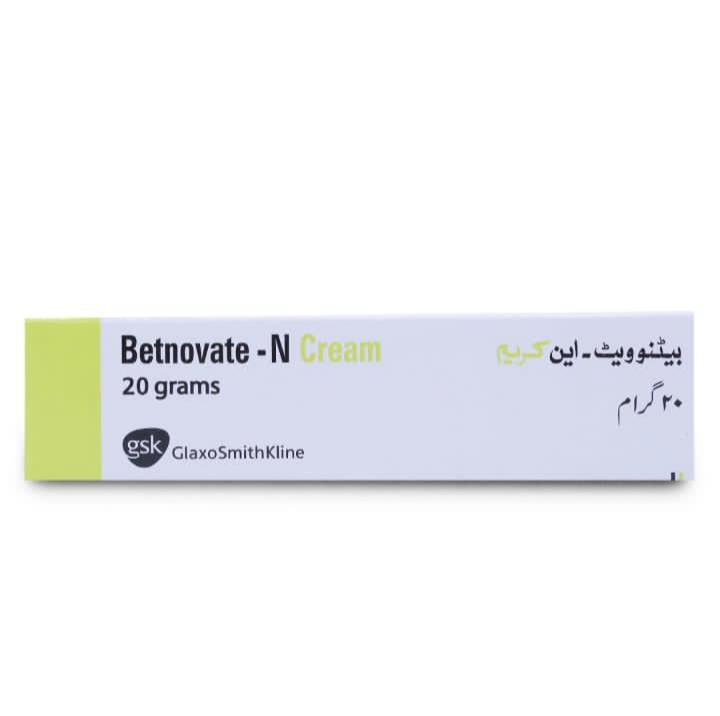 Betnovate - N Cream
20 grams
gsk GlaxoSmithKline
بیٹنوویٹ - این کریم
۲۰ گرام